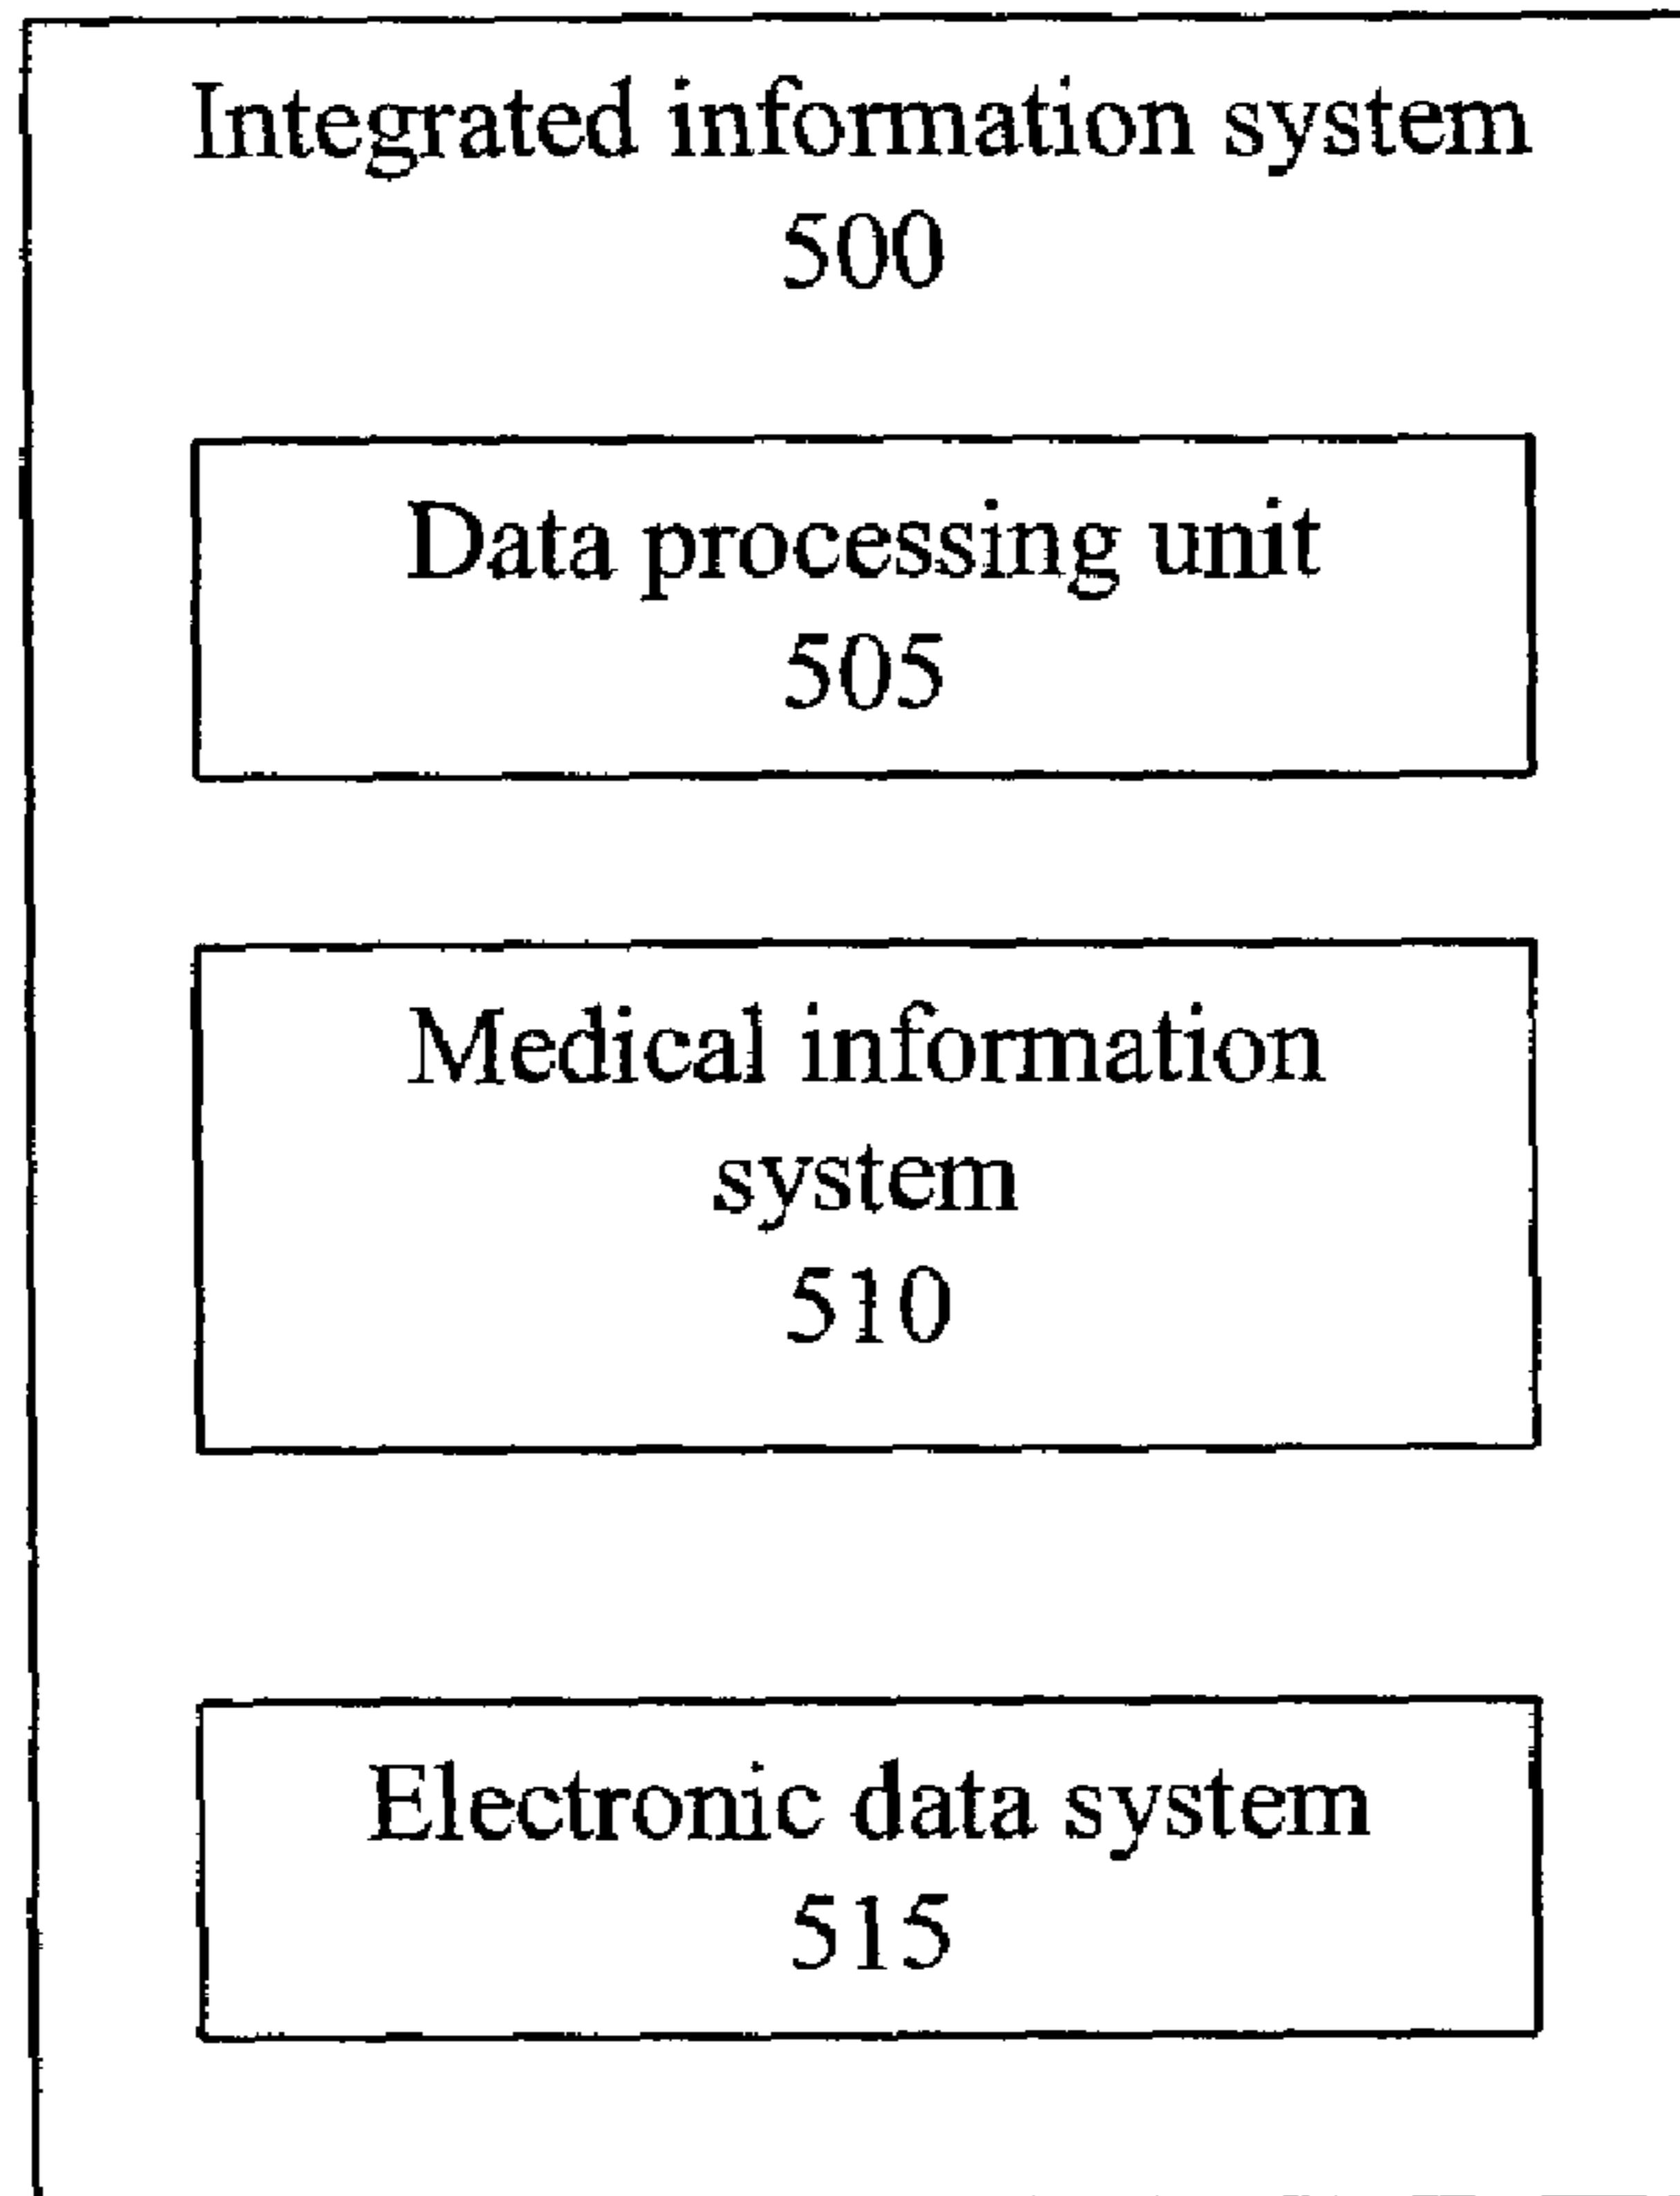 Integrated information system
500
Data processing unit
505
Medical information
system
510
Electronic data system
515